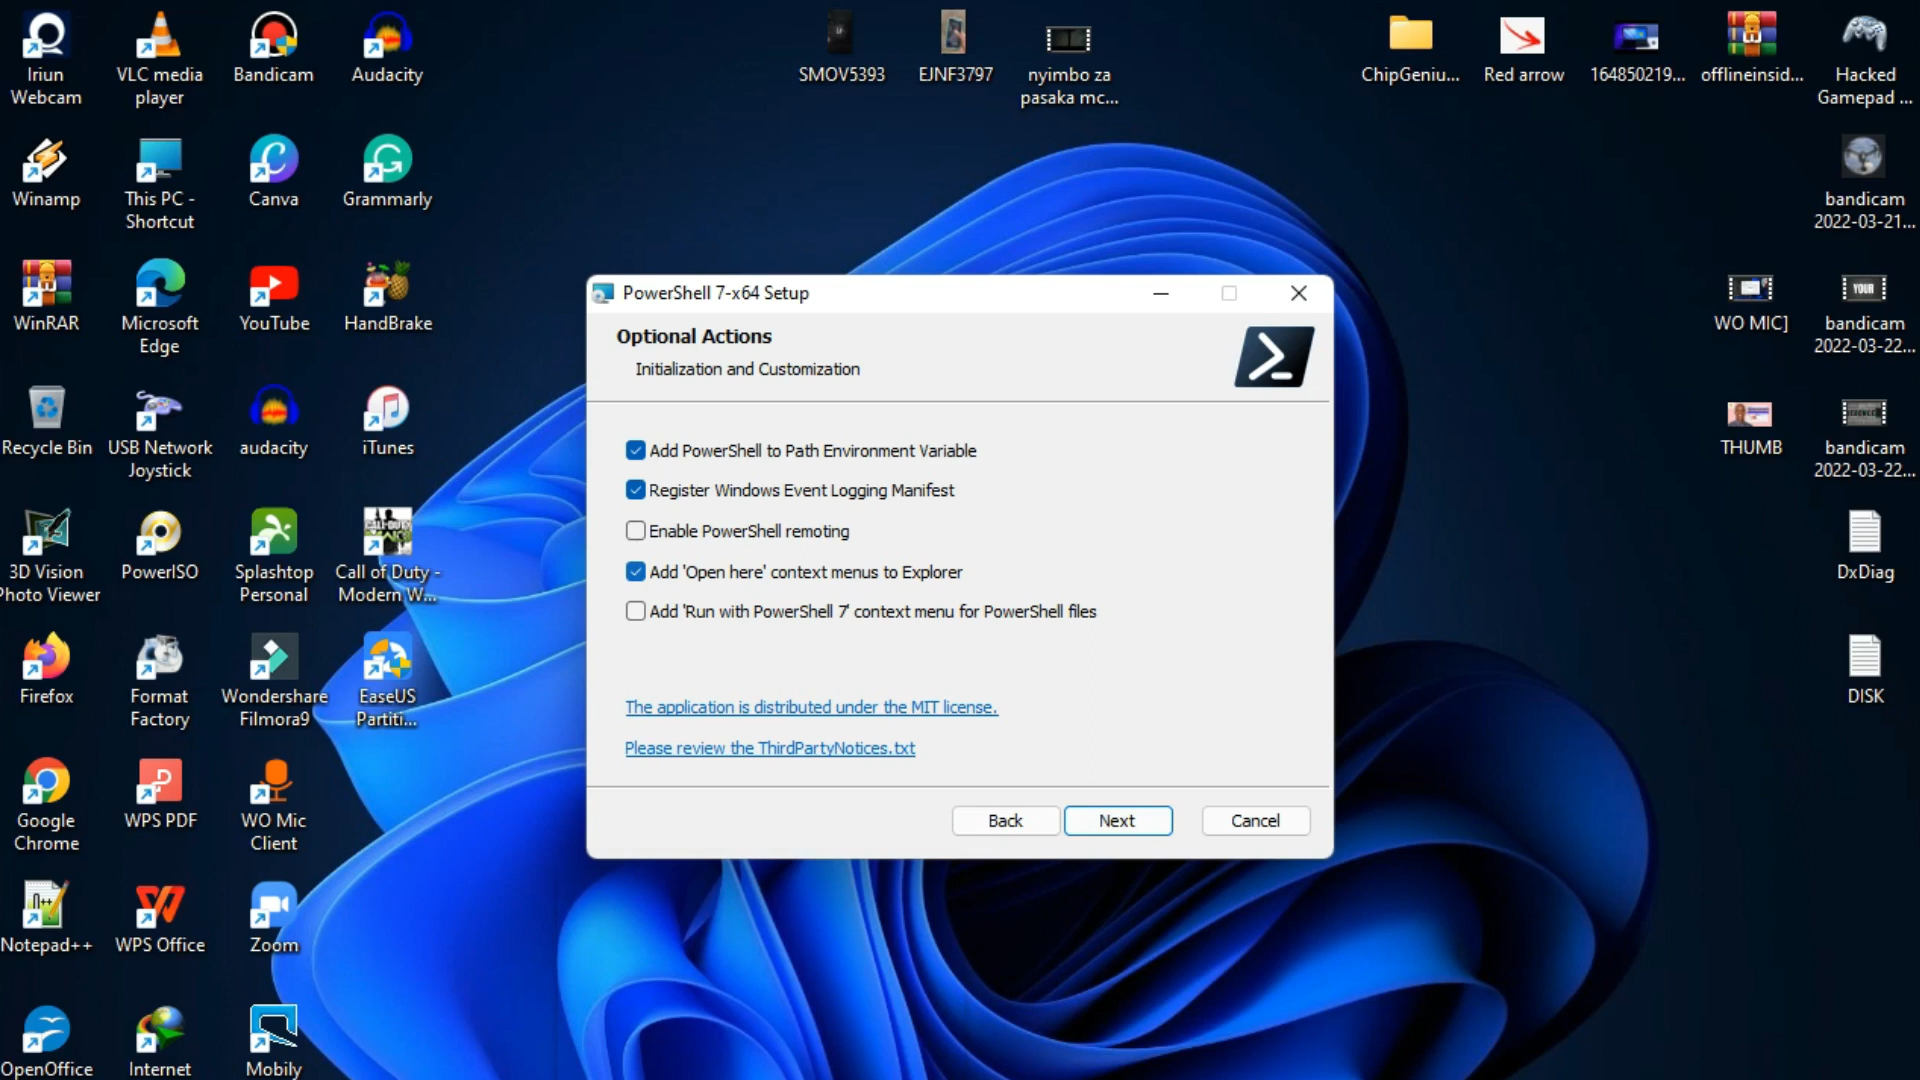 Iriun
Webcam
VLC media
player
Bandicam
Audacity
SMOV5393
EJNF3797
nyimbo za
pasaka mc...
ChipGeniu...
Red arrow
164850219...
offlineinsid...
Hacked
Gamepad ...
Winamp
This PC -
Shortcut
Canva
Grammarly
bandicam
2022-03-21...
WinRAR
Microsoft
Edge
YouTube
HandBrake
WO MIC]
YOUR
bandicam
2022-03-22...
Recycle Bin
USB Network
Joystick
audacity
iTunes
THUMB
bandicam
2022-03-22...
3D Vision
Photo Viewer
PowerISO
Splashtop
Personal
CALL OF DUTY
Call of Duty -
Modern W...
DxDiag
Firefox
Format
Factory
Wondershare
Filmora9
EaseUS
Partiti...
DISK
Google
Chrome
WPS PDF
WO Mic
Client
Notepad++
WPS Office
Zoom
OpenOffice
Internet
Mobily
PowerShell 7-x64 Setup
Optional Actions
Initialization and Customization
Add PowerShell to Path Environment Variable
Register Windows Event Logging Manifest
Enable PowerShell remoting
Add 'Open here' context menus to Explorer
Add 'Run with PowerShell 7' context menu for PowerShell files
The application is distributed under the MIT license.
Please review the ThirdPartyNotices.txt
Back
Next
Cancel